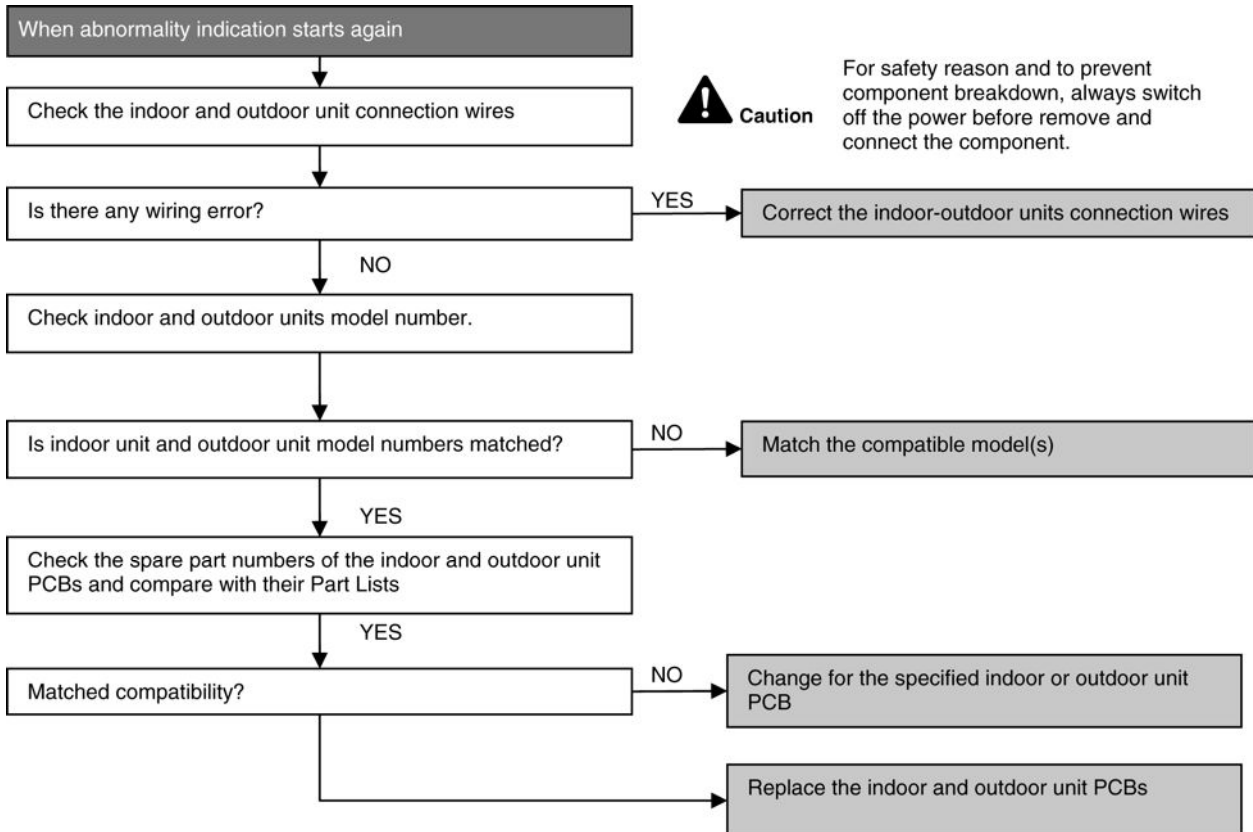 When abnormality indication starts again
Check the indoor and outdoor unit connection wires
For safety reason and to prevent
component breakdown, always switch
off the power before remove and
connect the component.
Caution
Is there any wiring error?
YES
Correct the indoor-outdoor units connection wires
NO
Check indoor and outdoor units model number.
Is indoor unit and outdoor unit model numbers matched?
NO
Match the compatible model(s)
YES
Check the spare part numbers of the indoor and outdoor unit
PCBs and compare with their Part Lists
YES
Matched compatibility?
NO
Change for the specified indoor or outdoor unit
PCB
Replace the indoor and outdoor unit PCBs